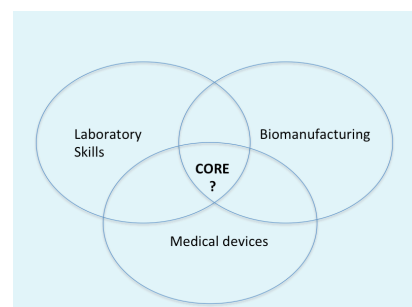 Laboratory
Skills
Biomanufacturing
CORE
?
Medical devices